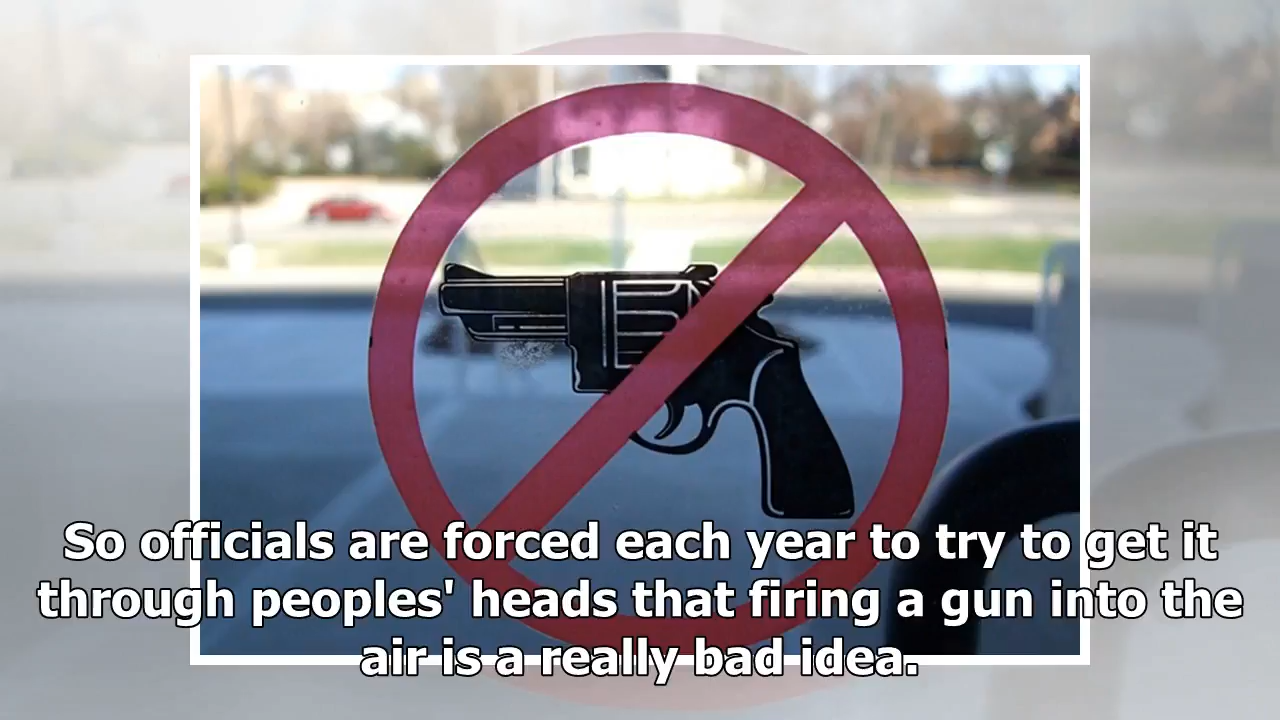 So officials are forced each year to try to get it
through peoples' heads that firing a gun into the
air is a really bad idea.